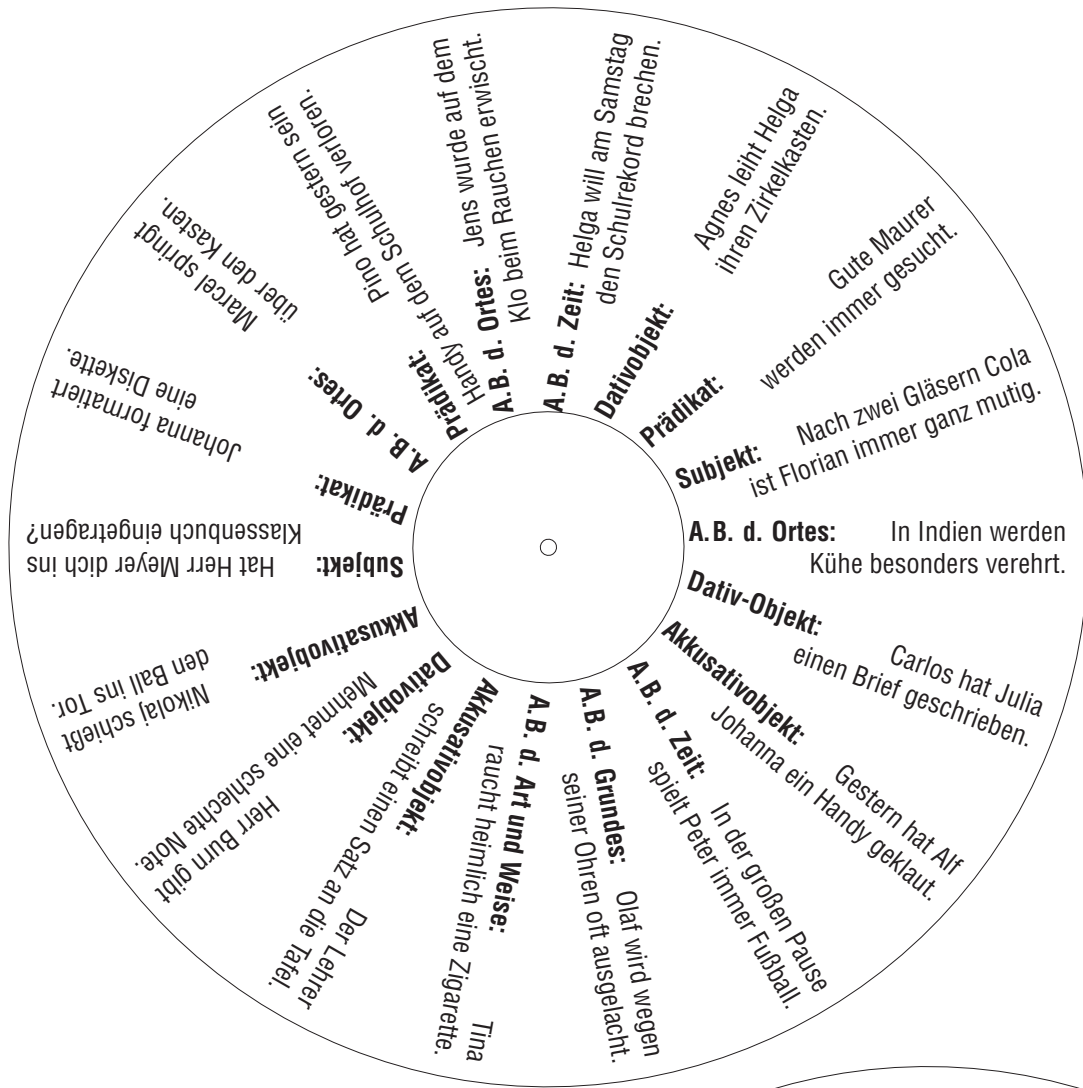 A.B. d. Zeit: Helga will am Samstag
den Schulrekord brechen.
Dativobjekt: Agnes leiht Helga
ihren Zirkelkasten.
Prädikat: Gute Maurer
werden immer gesucht.
Subjekt: Nach zwei Gläsern Cola
ist Florian immer ganz mutig.
A.B. d. Ortes: In Indien werden
Kühe besonders verehrt.
Dativ-Objekt: Carlos hat Julia
einen Brief geschrieben.
Akkusativobjekt: Gestern hat Alf
Johanna ein Handy geklaut.
A.B. d. Zeit: In der großen Pause
spielt Peter immer Fußball.
A.B. d. Grundes: Olaf wird wegen
seiner Ohren oft ausgelacht.
A.B. d. Art und Weise: Tina
raucht heimlich eine Zigarette.
Akkusativobjekt: Der Lehrer
schreibt einen Satz an die Tafel.
Dativobjekt: Herr Burn gibt
Mehmet eine schlechte Note.
Akkusativobjekt: Nikolaj schießt
den Ball ins Tor.
Subjekt: Hat Herr Meyer dich ins
Klassenbuch eingetragen?
Prädikat: Johanna formatiert
eine Diskette.
A.B. d. Ortes: Marcel springt
über den Kasten.
Prädikat: Pino hat gestern sein
Handy auf dem Schulhof verloren.
A.B. d. Ortes: Jens wurde auf dem
Klo beim Rauchen erwischt.